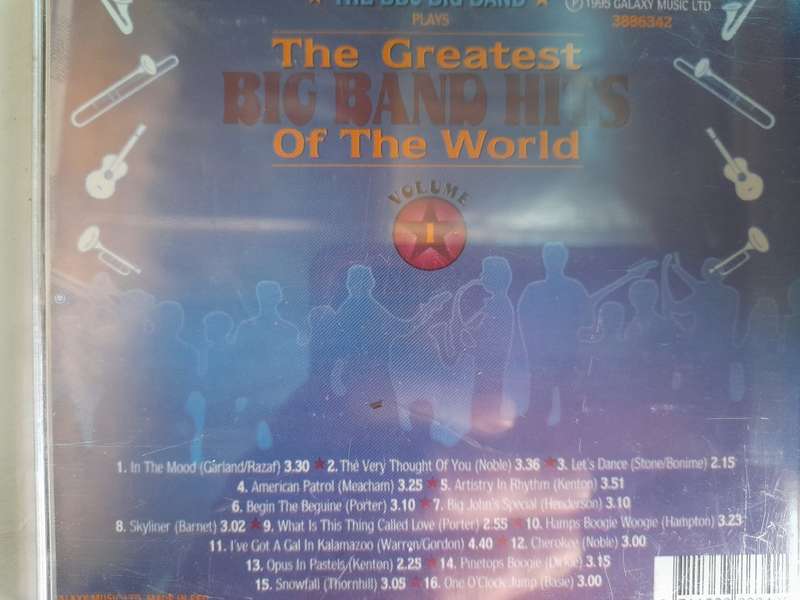 ★ THE BBC BIG BAND ★
℗ 1995 GALAXY MUSIC LTD
PLAYS
3886342
The Greatest
BIG BAND HITS
Of The World
VOLUME
1
1. In The Mood (Garland/Razaf) 3.30 ★ 2. The Very Thought Of You (Noble) 3.36 ★ 3. Let's Dance (Stone/Bonime) 2.15
4. American Patrol (Meacham) 3.25 ★ 5. Artistry In Rhythm (Kenton) 3.51
6. Begin The Beguine (Porter) 3.10 ★ 7. Big John's Special (Henderson) 3.10
8. Skyliner (Barnet) 3.02 ★ 9. What Is This Thing Called Love (Porter) 2.55 ★ 10. Hamps Boogie Woogie (Hampton) 3.23
11. I've Got A Gal In Kalamazoo (Warren/Gordon) 4.40 ★ 12. Cherokee (Noble) 3.00
13. Opus In Pastels (Kenton) 2.25 ★ 14. Pinetops Boogie (Dickie) 3.15
15. Snowfall (Thornhill) 3.05 ★ 16. One O'Clock Jump (Basie) 3.00
MUSIC LTD. MADE IN